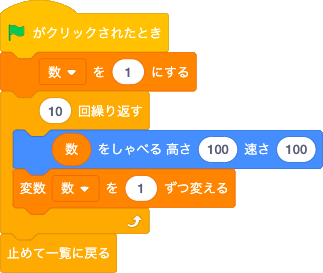 がクリックされたとき
数 を 1 にする
10 回繰り返す
数 をしゃべる 高さ 100 速さ 100
変数 数 を 1 ずつ変える
止めて一覧に戻る